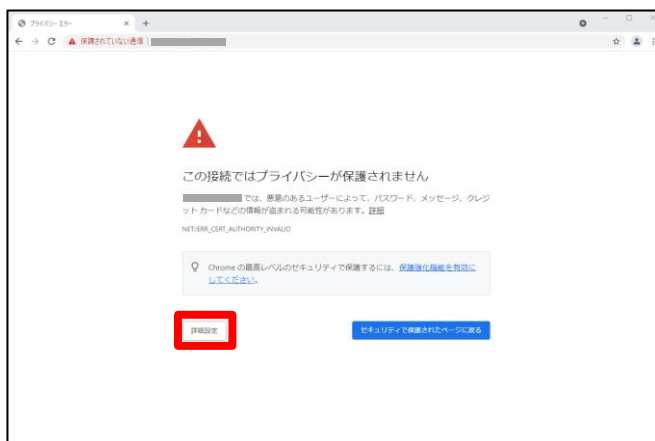 プライバシー エラー
保護されていない通信
この接続ではプライバシーが保護されません
では、悪意のあるユーザーによって、パスワード、メッセージ、クレジ
ット カードなどの情報が盗まれる可能性があります。詳細
NET::ERR_CERT_AUTHORITY_INVALID
Chrome の最高レベルのセキュリティで保護するには、保護強化機能を有効に
してください。
詳細設定
セキュリティで保護されたページに戻る